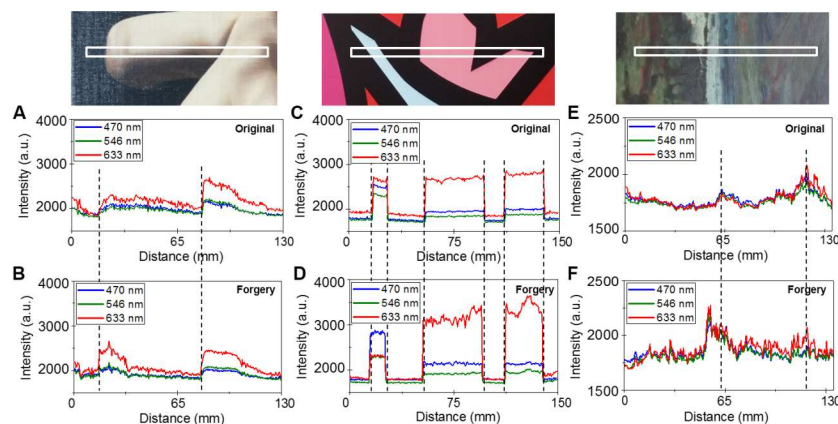 A
Original
470 nm
546 nm
633 nm
4000
3000
2000
Intensity (a.u.)
0
65
130
Distance (mm)
B
Forgery
470 nm
546 nm
633 nm
4000
3000
2000
Intensity (a.u.)
0
65
130
Distance (mm)
C
Original
470 nm
546 nm
633 nm
4000
3000
2000
Intensity (a.u.)
0
75
150
Distance (mm)
D
Forgery
470 nm
546 nm
633 nm
4000
3000
2000
Intensity (a.u.)
0
75
150
Distance (mm)
E
Original
470 nm
546 nm
633 nm
2500
2000
1500
Intensity (a.u.)
0
65
130
Distance (mm)
F
Forgery
470 nm
546 nm
633 nm
2500
2000
1500
Intensity (a.u.)
0
65
130
Distance (mm)